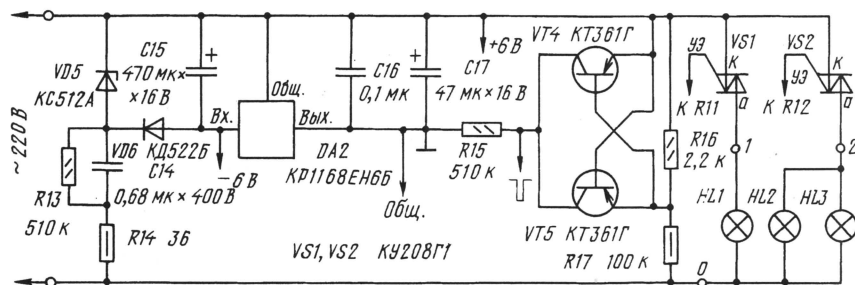 VD5
КС512А
C15
470 мк×
×16 В
+
Общ.
Вх.
Вых.
C16
0,1 мк
+
C17
47 мк×16 В
+6 В
VT4 КТ361Г
УЭ
VS1
К
а
К R11
VS2
К
УЭ
а
К R12
~220 В
VD6 КД522Б
C14
0,68 мк×400 В
R13
510 к
R14 36
−6 В
DA2
КР1168ЕН6Б
Общ.
R15
510 к
R16
2,2 к
1
2
HL1
HL2
HL3
VT5 КТ361Г
VS1, VS2 КУ208Г1
R17 100 к
0